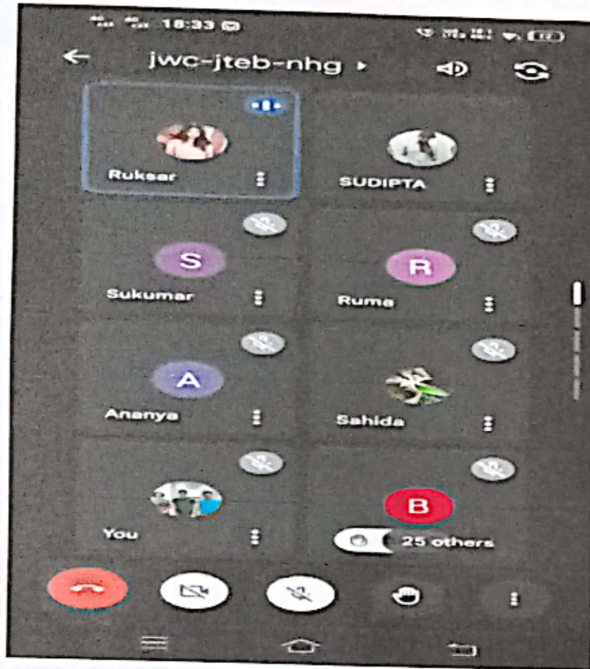 18:33
jwc-jteb-nhg
Ruksar
SUDIPTA
S
Sukumar
R
Ruma
A
Ananya
Sahida
You
B
25 others